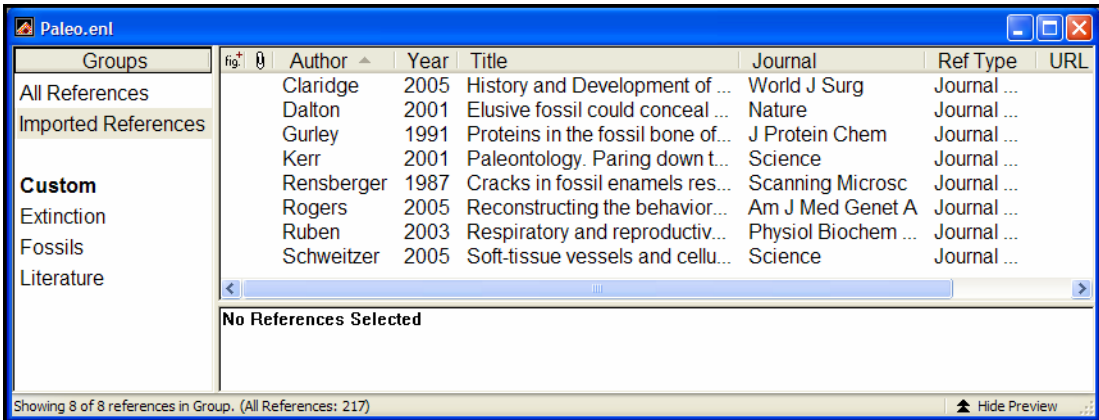 Paleo.enl
Groups
All References
Imported References
Custom
Extinction
Fossils
Literature
fig. Author Year Title Journal Ref Type URL
Claridge 2005 History and Development of ... World J Surg Journal ...
Dalton 2001 Elusive fossil could conceal ... Nature Journal ...
Gurley 1991 Proteins in the fossil bone of... J Protein Chem Journal ...
Kerr 2001 Paleontology. Paring down t... Science Journal ...
Rensberger 1987 Cracks in fossil enamels res... Scanning Microsc Journal ...
Rogers 2005 Reconstructing the behavior... Am J Med Genet A Journal ...
Ruben 2003 Respiratory and reproductiv... Physiol Biochem ... Journal ...
Schweitzer 2005 Soft-tissue vessels and cellu... Science Journal ...
No References Selected
Showing 8 of 8 references in Group. (All References: 217) Hide Preview